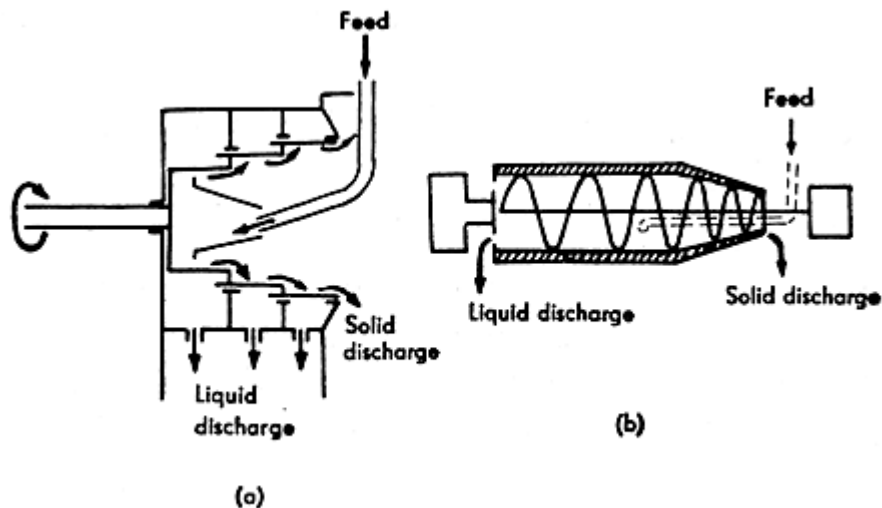 Feed
Solid
discharge
Liquid
discharge
(a)
Feed
Liquid discharge
Solid discharge
(b)